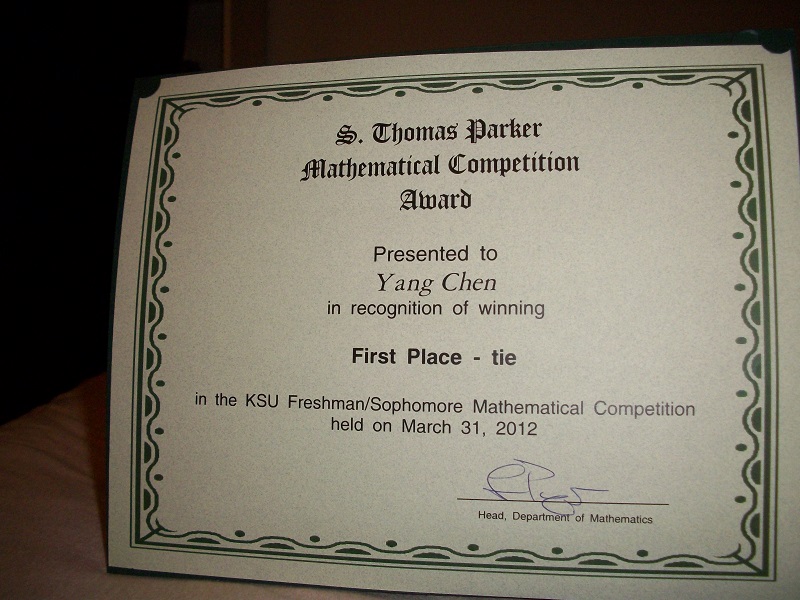 S. Thomas Parker
Mathematical Competition
Award
Presented to
Yang Chen
in recognition of winning
First Place - tie
in the KSU Freshman/Sophomore Mathematical Competition
held on March 31, 2012
Head, Department of Mathematics